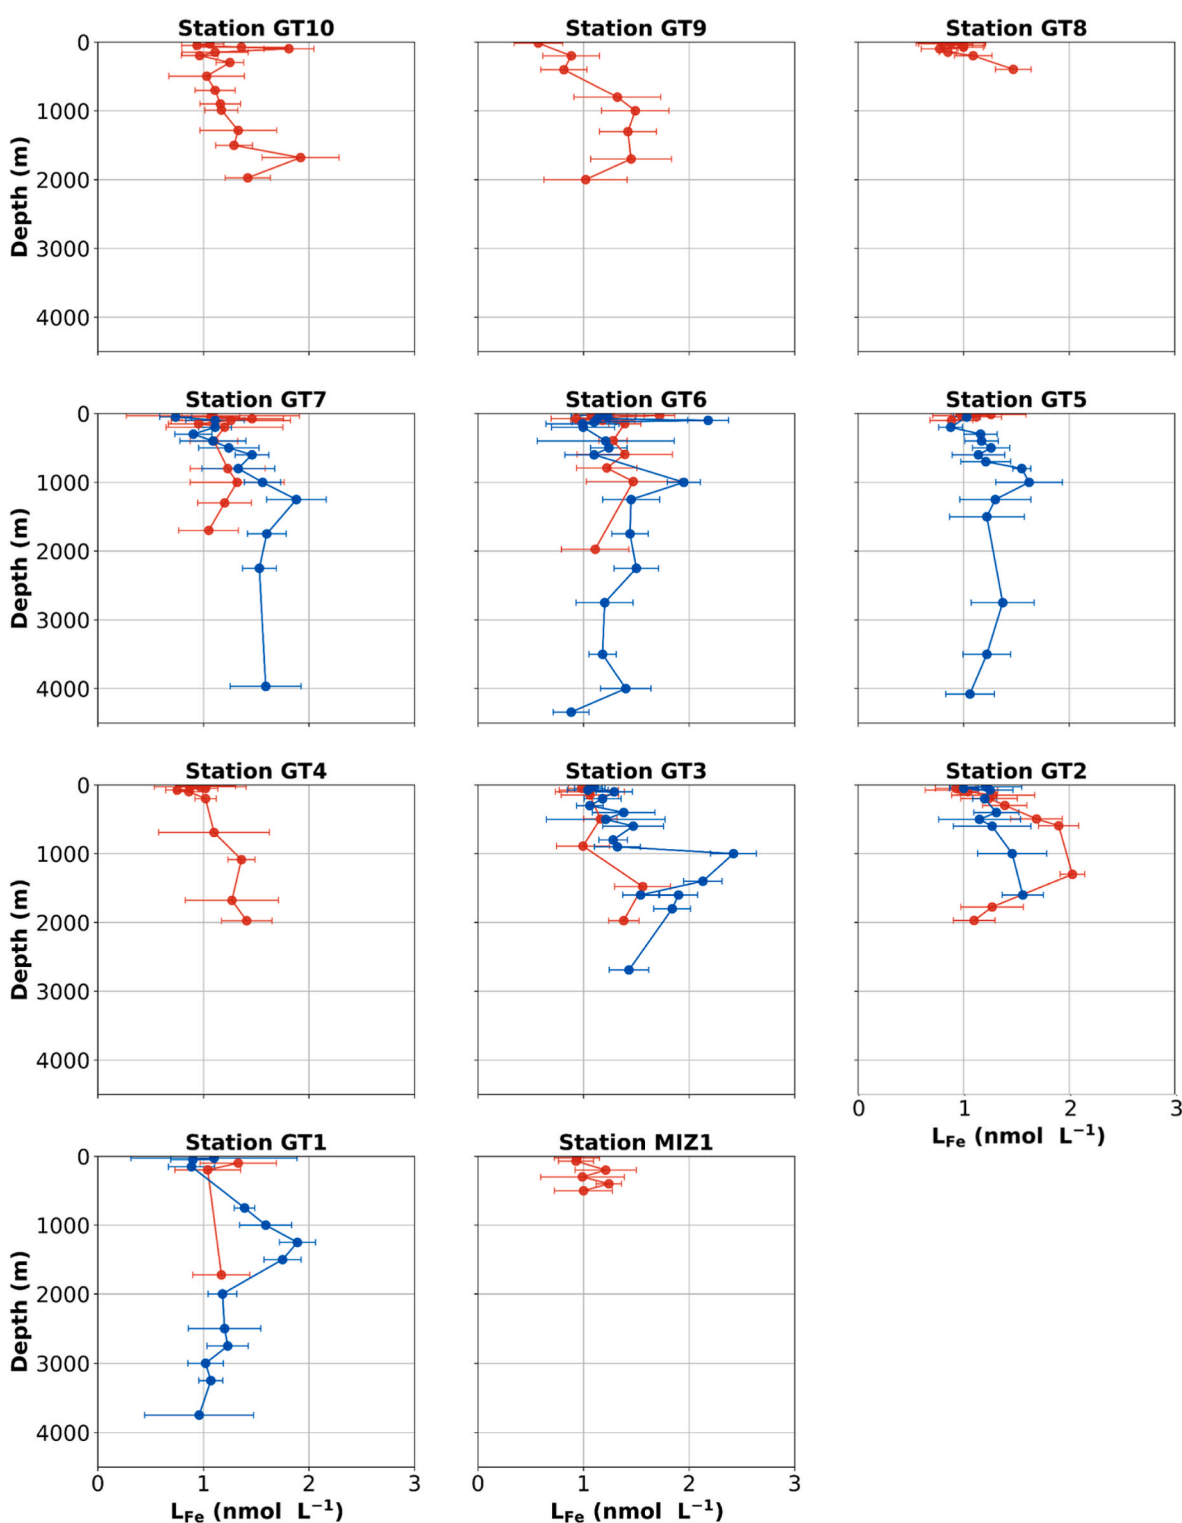 Station GT10
Station GT9
Station GT8
0
1000
2000
3000
4000
Depth (m)
Station GT7
Station GT6
Station GT5
0
1000
2000
3000
4000
Depth (m)
Station GT4
Station GT3
Station GT2
0
1000
2000
3000
4000
Depth (m)
0 1 2 3
L_Fe (nmol L⁻¹)
Station GT1
Station MIZ1
0
1000
2000
3000
4000
Depth (m)
0 1 2 3
0 1 2 3
L_Fe (nmol L⁻¹)
L_Fe (nmol L⁻¹)